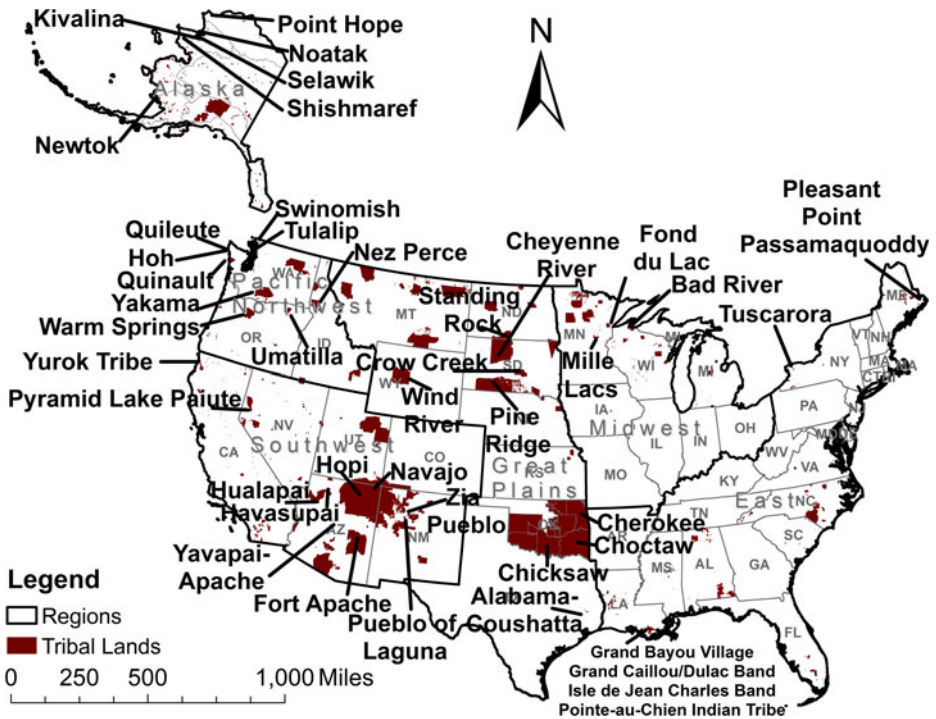 Kivalina
Point Hope
Noatak
Selawik
Shishmaref
Alaska
Newtok
N
Swinomish
Tulalip
Quileute
Hoh
Quinault
Yakama
Warm Springs
Nez Perce
WA
Pacific
Northwest
OR
ID
Umatilla
Yurok Tribe
Pyramid Lake Paiute
MT
ND
Standing
Rock
Cheyenne
River
Crow Creek
SD
WY
Wind
River
Pine
Ridge
Fond
du Lac
Bad River
MN
Mille
Lacs
WI
MI
MI
Pleasant
Point
Passamaquoddy
ME
Tuscarora
VT
NH
NY
MA
CT
PA
NJ
IA
Midwest
IL
IN
OH
MO
WV
VA
KY
East
NC
TN
SC
NV
CA
Southwest
UT
CO
Hopi
Navajo
Hualapai
Havasupai
Zia
Pueblo
AZ
NM
Yavapai-
Apache
Fort Apache
Pueblo of
Laguna
KS
Great
Plains
OK
AR
Cherokee
Choctaw
Chicksaw
Alabama-
Coushatta
MS
AL
GA
LA
FL
Grand Bayou Village
Grand Caillou/Dulac Band
Isle de Jean Charles Band
Pointe-au-Chien Indian Tribe
Legend
Regions
Tribal Lands
0 250 500 1,000 Miles